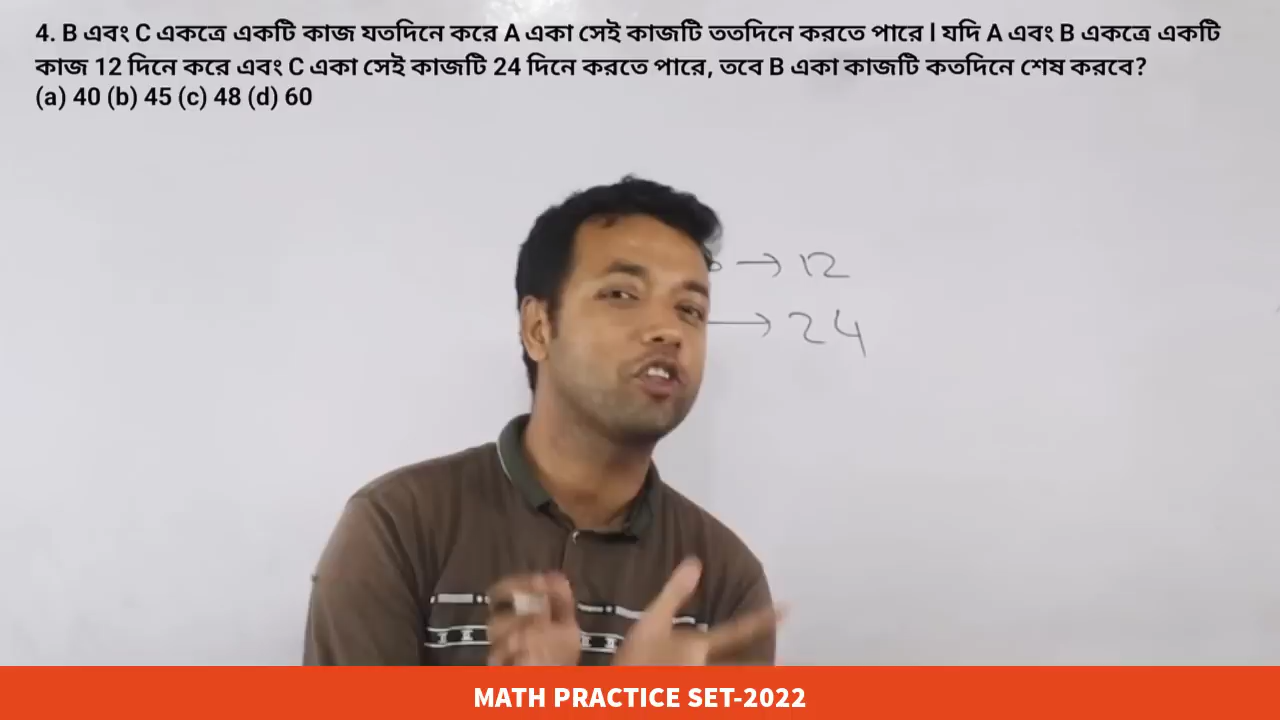 4. B এবং C একত্রে একটি কাজ যতদিনে করে A একা সেই কাজটি ততদিনে করতে পারে l যদি A এবং B একত্রে একটি
কাজ 12 দিনে করে এবং C একা সেই কাজটি 24 দিনে করতে পারে, তবে B একা কাজটি কতদিনে শেষ করবে?
(a) 40 (b) 45 (c) 48 (d) 60
→ 12
→ 24
MATH PRACTICE SET-2022